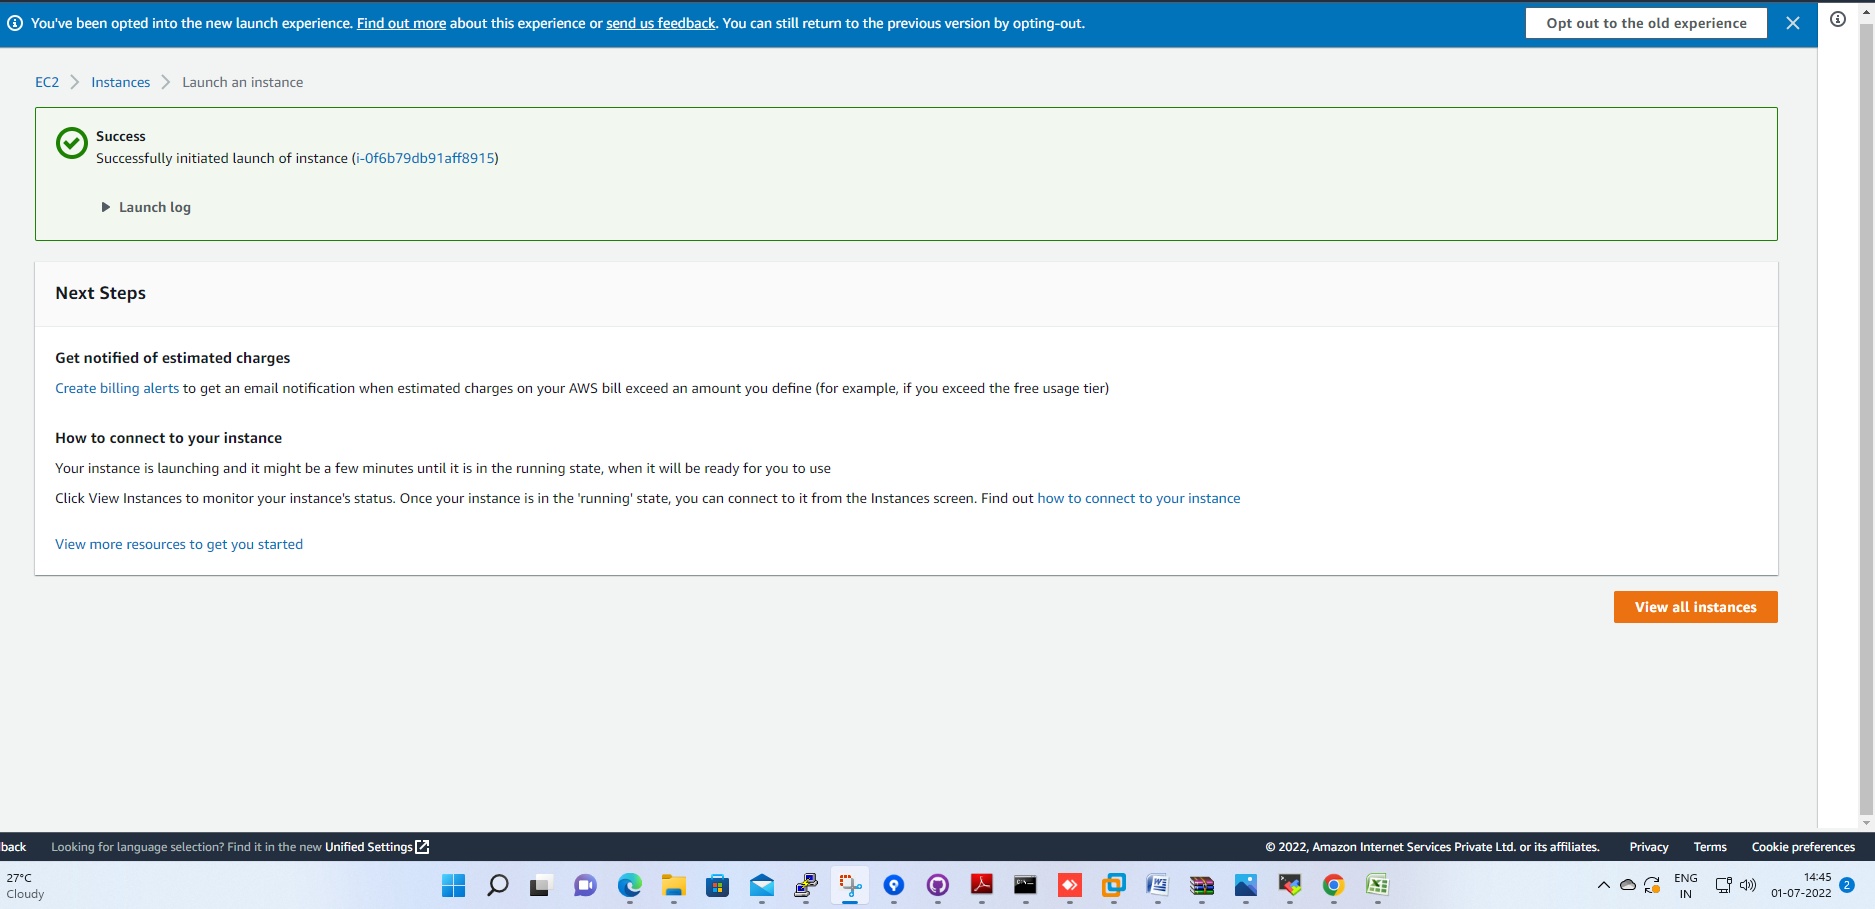 You've been opted into the new launch experience. Find out more about this experience or send us feedback. You can still return to the previous version by opting-out.
Opt out to the old experience
EC2 Instances Launch an instance
Success
Successfully initiated launch of instance (i-0f6b79db91aff8915)
Launch log
Next Steps
Get notified of estimated charges
Create billing alerts to get an email notification when estimated charges on your AWS bill exceed an amount you define (for example, if you exceed the free usage tier)
How to connect to your instance
Your instance is launching and it might be a few minutes until it is in the running state, when it will be ready for you to use
Click View Instances to monitor your instance's status. Once your instance is in the 'running' state, you can connect to it from the Instances screen. Find out how to connect to your instance
View more resources to get you started
View all instances
back Looking for language selection? Find it in the new Unified Settings © 2022, Amazon Internet Services Private Ltd. or its affiliates. Privacy Terms Cookie preferences
27°C
Cloudy
ENG
IN
14:45
01-07-2022
2